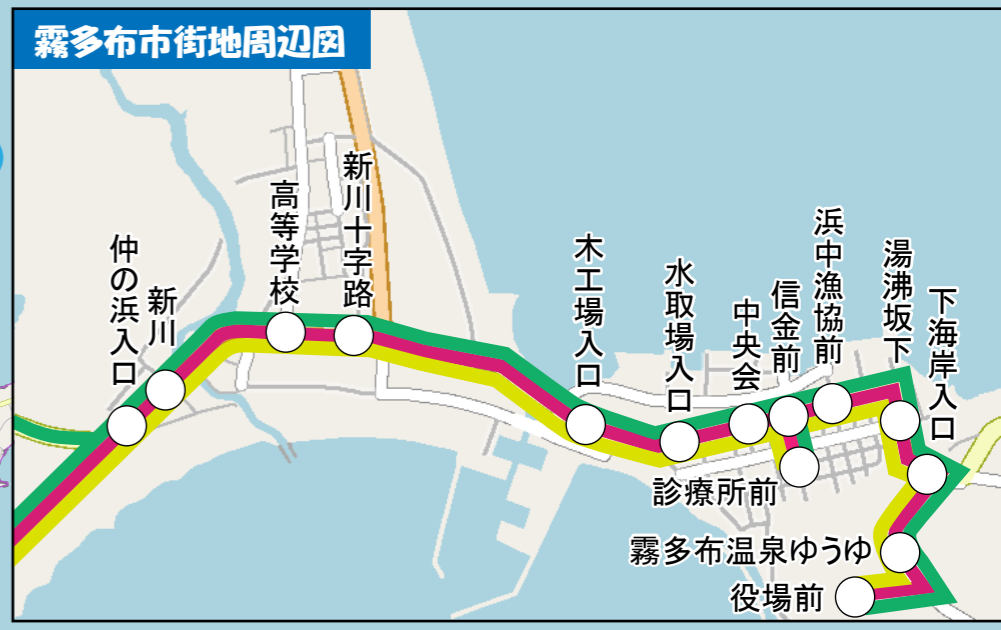 霧多布市街地周辺図
仲の浜入口
新川
高等学校
新川十字路
木工場入口
水取場入口
中央会
信金前
浜中漁協前
湯沸坂下
下海岸入口
診療所前
霧多布温泉ゆうゆ
役場前